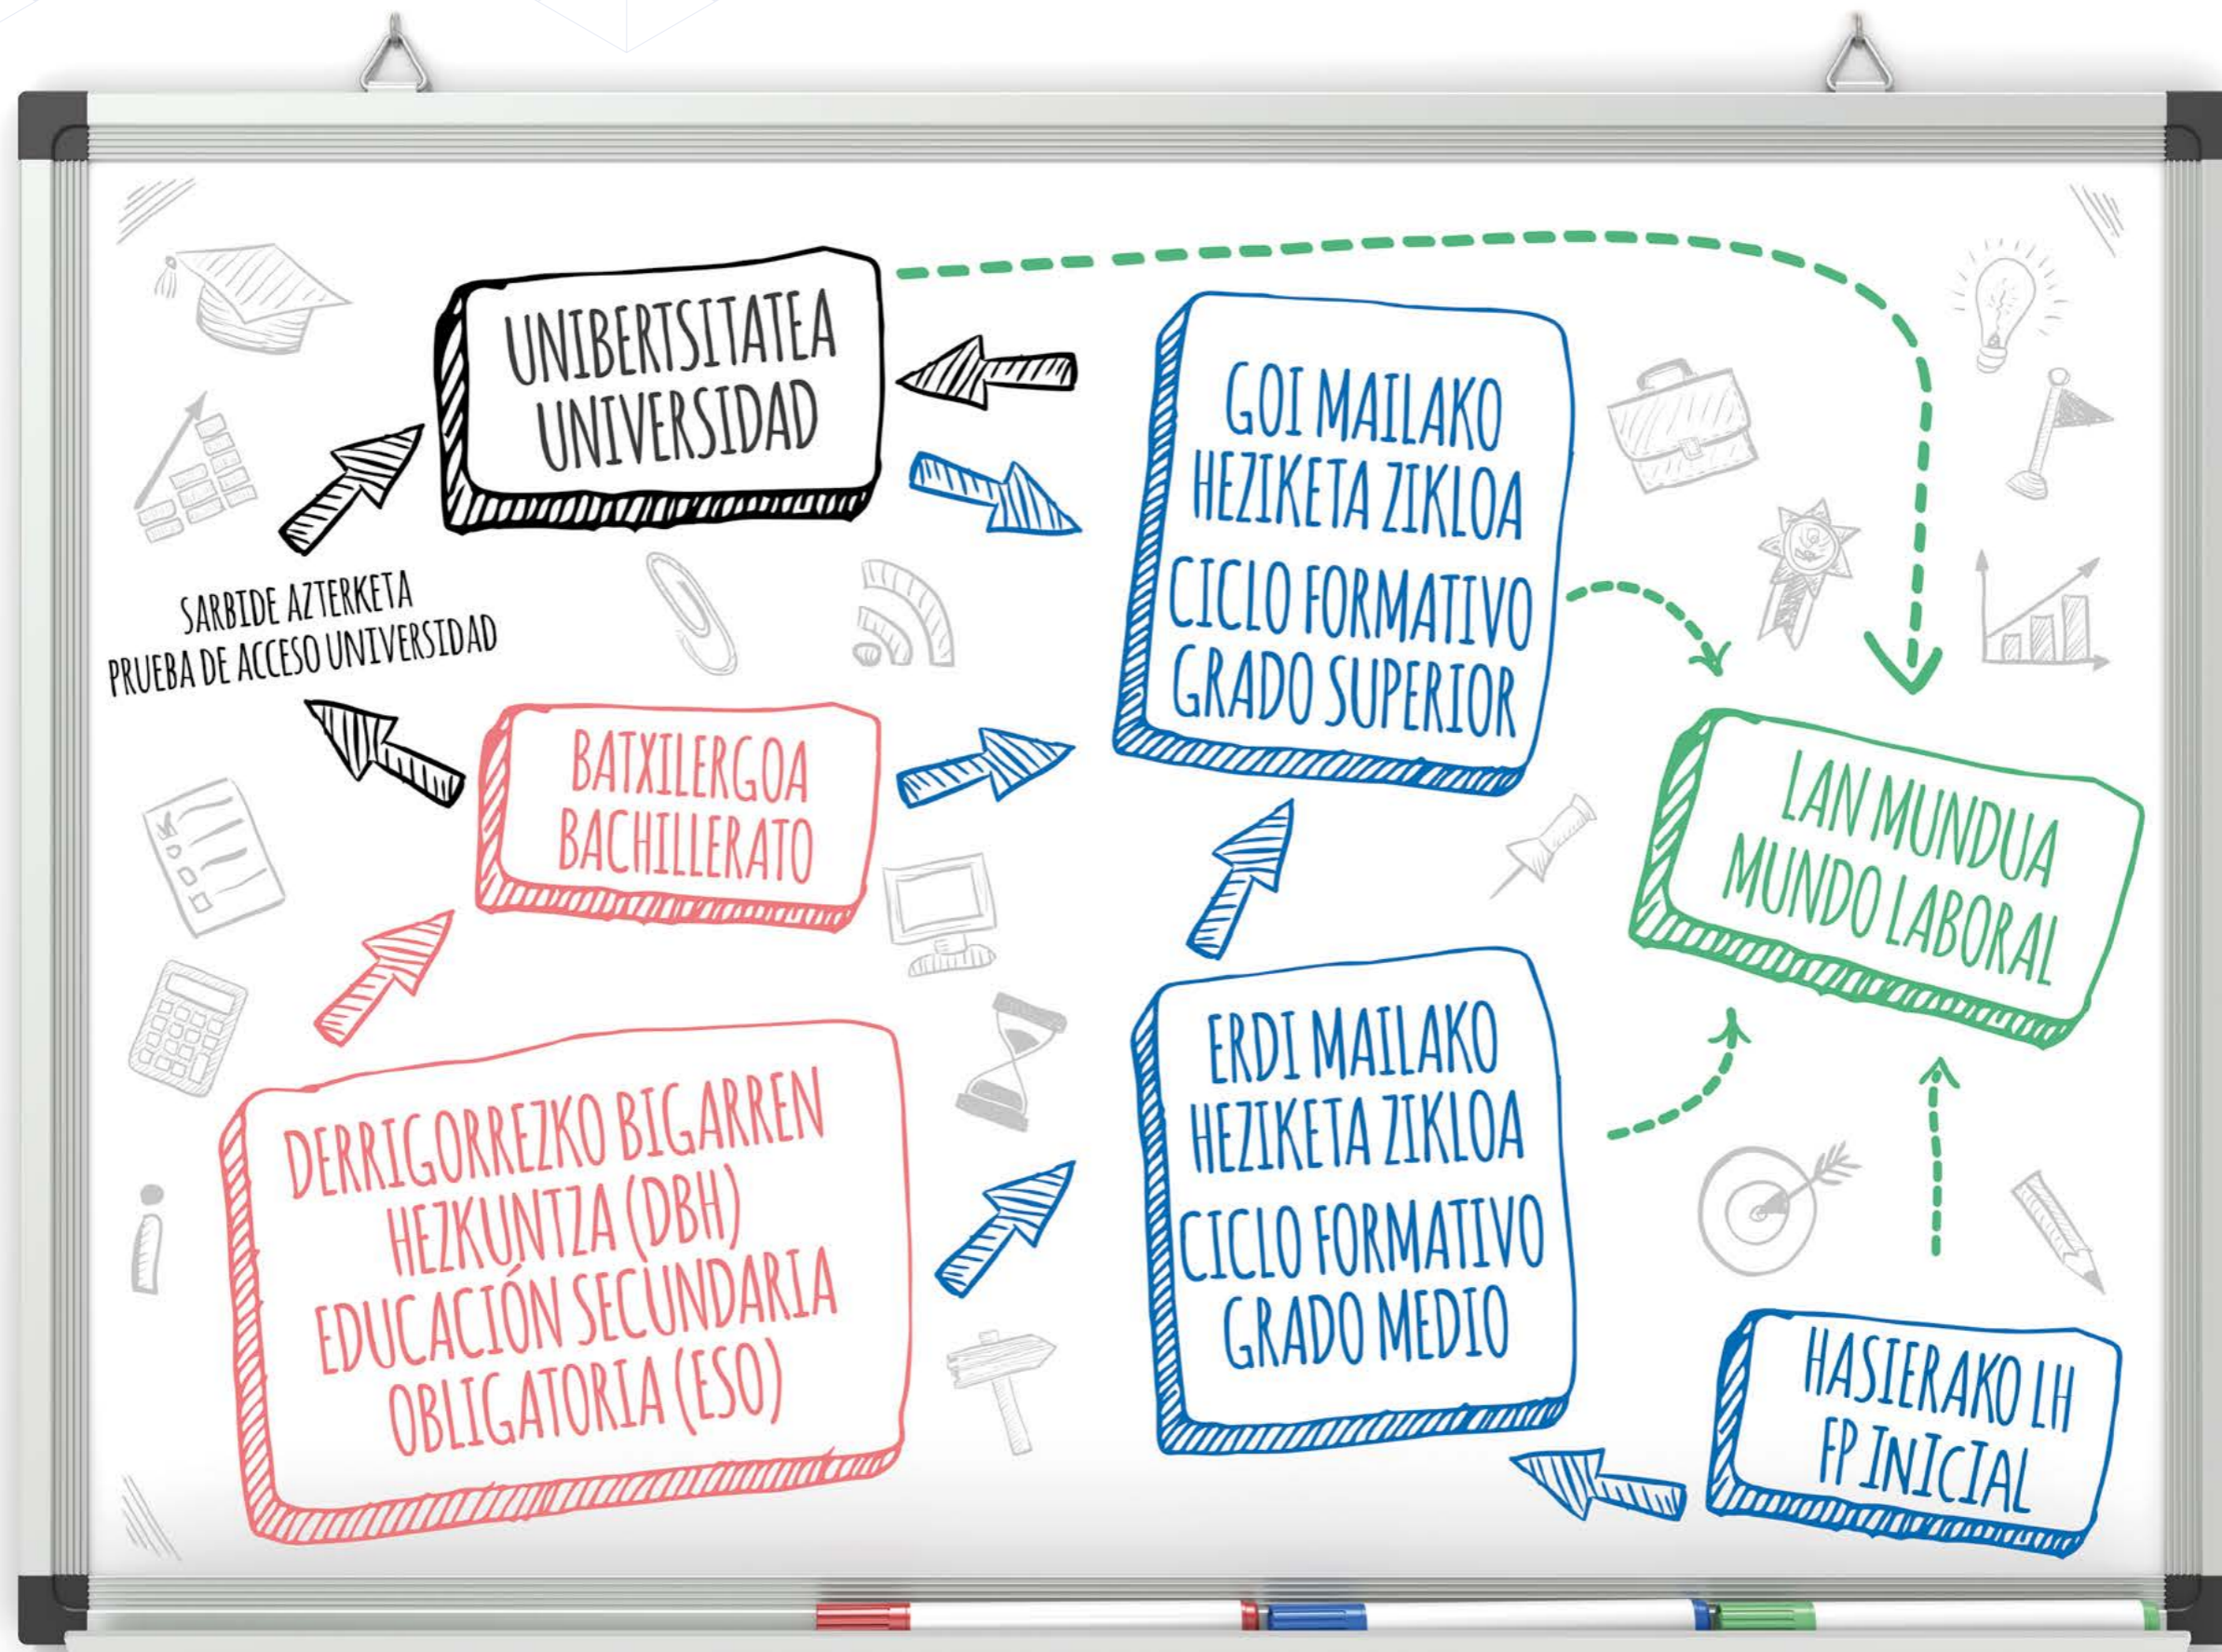 UNIBERTSITATEA
UNIVERSIDAD
GOI MAILAKO
HEZIKETA ZIKLOA
CICLO FORMATIVO
GRADO SUPERIOR
SARBIDE AZTERKETA
PRUEBA DE ACCESO UNIVERSIDAD
BATXILERGOA
BACHILLERATO
LAN MUNDUA
MUNDO LABORAL
DERRIGORREZKO BIGARREN
HEZKUNTZA (DBH)
EDUCACIÓN SECUNDARIA
OBLIGATORIA (ESO)
ERDI MAILAKO
HEZIKETA ZIKLOA
CICLO FORMATIVO
GRADO MEDIO
HASIERAKO LH
FP INICIAL